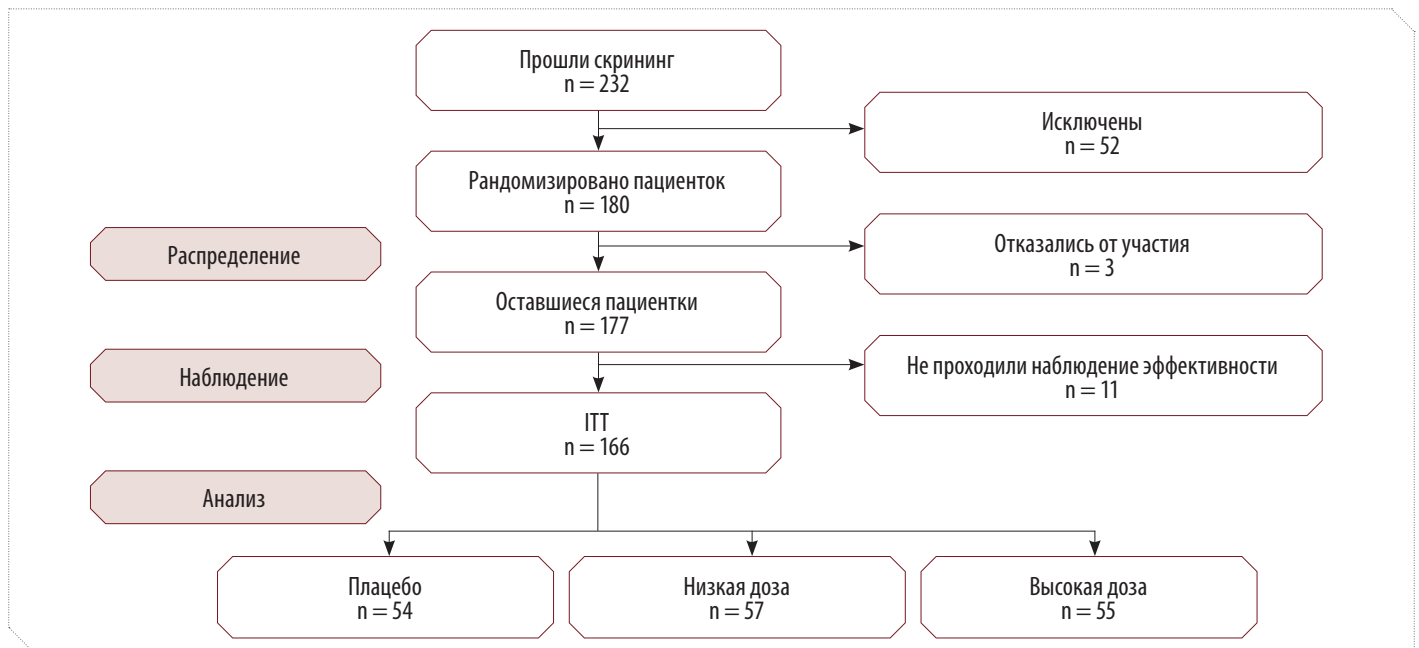 Прошли скрининг
n = 232
Исключены
n = 52
Рандомизировано пациенток
n = 180
Распределение
Отказались от участия
n = 3
Оставшиеся пациентки
n = 177
Наблюдение
Не проходили наблюдение эффективности
n = 11
ITT
n = 166
Анализ
Плацебо
n = 54
Низкая доза
n = 57
Высокая доза
n = 55